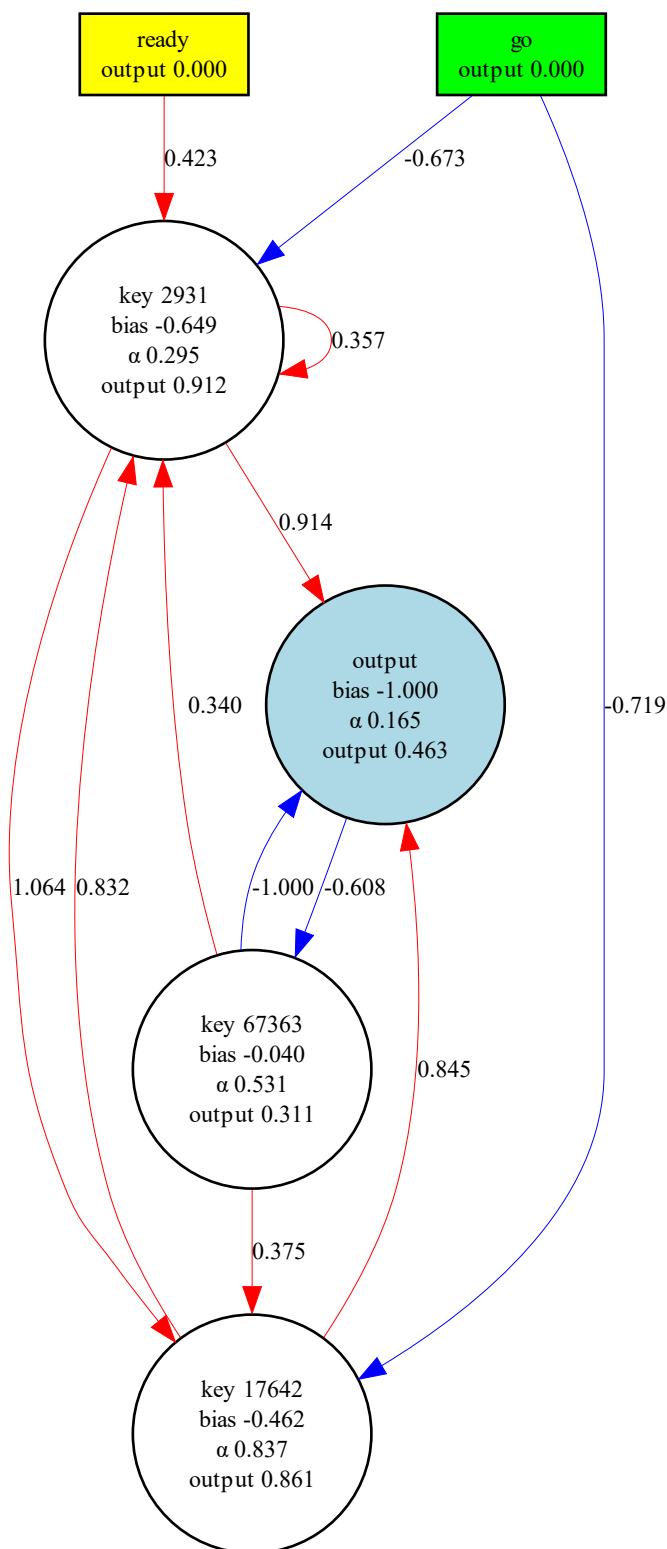 ready
output 0.000
go
output 0.000
0.423
-0.673
key 2931
bias -0.649
α 0.295
output 0.912
0.357
0.914
output
bias -1.000
α 0.165
output 0.463
0.340
-0.719
1.064
0.832
-1.000
-0.608
key 67363
bias -0.040
α 0.531
output 0.311
0.845
0.375
key 17642
bias -0.462
α 0.837
output 0.861